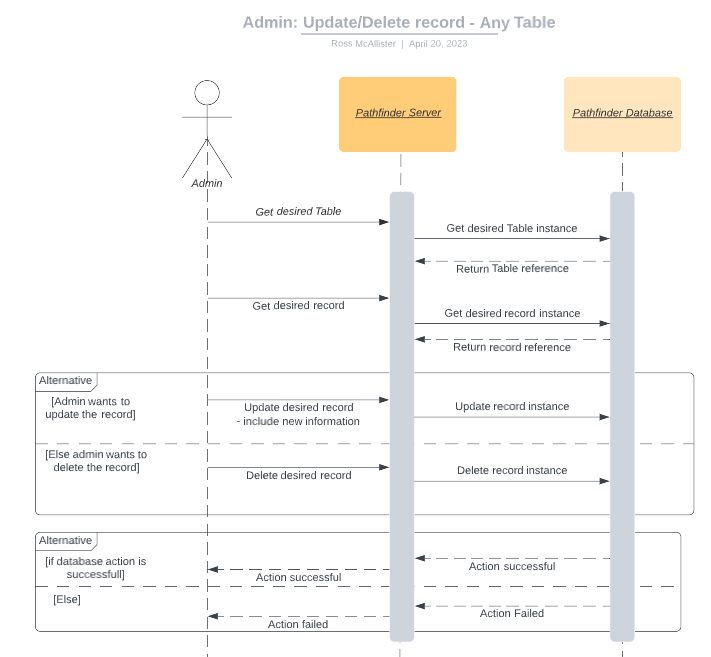 Admin: Update/Delete record - Any Table
Ross McAllister | April 20, 2023
Pathfinder Server
Pathfinder Database
Admin
Get desired Table
Get desired Table instance
Return Table reference
Get desired record
Get desired record instance
Return record reference
Alternative
[Admin wants to
update the record]
Update desired record
- include new information
Update record instance
[Else admin wants to
delete the record]
Delete desired record
Delete record instance
Alternative
[if database action is
successfull]
Action successful
Action successful
[Else]
Action Failed
Action failed